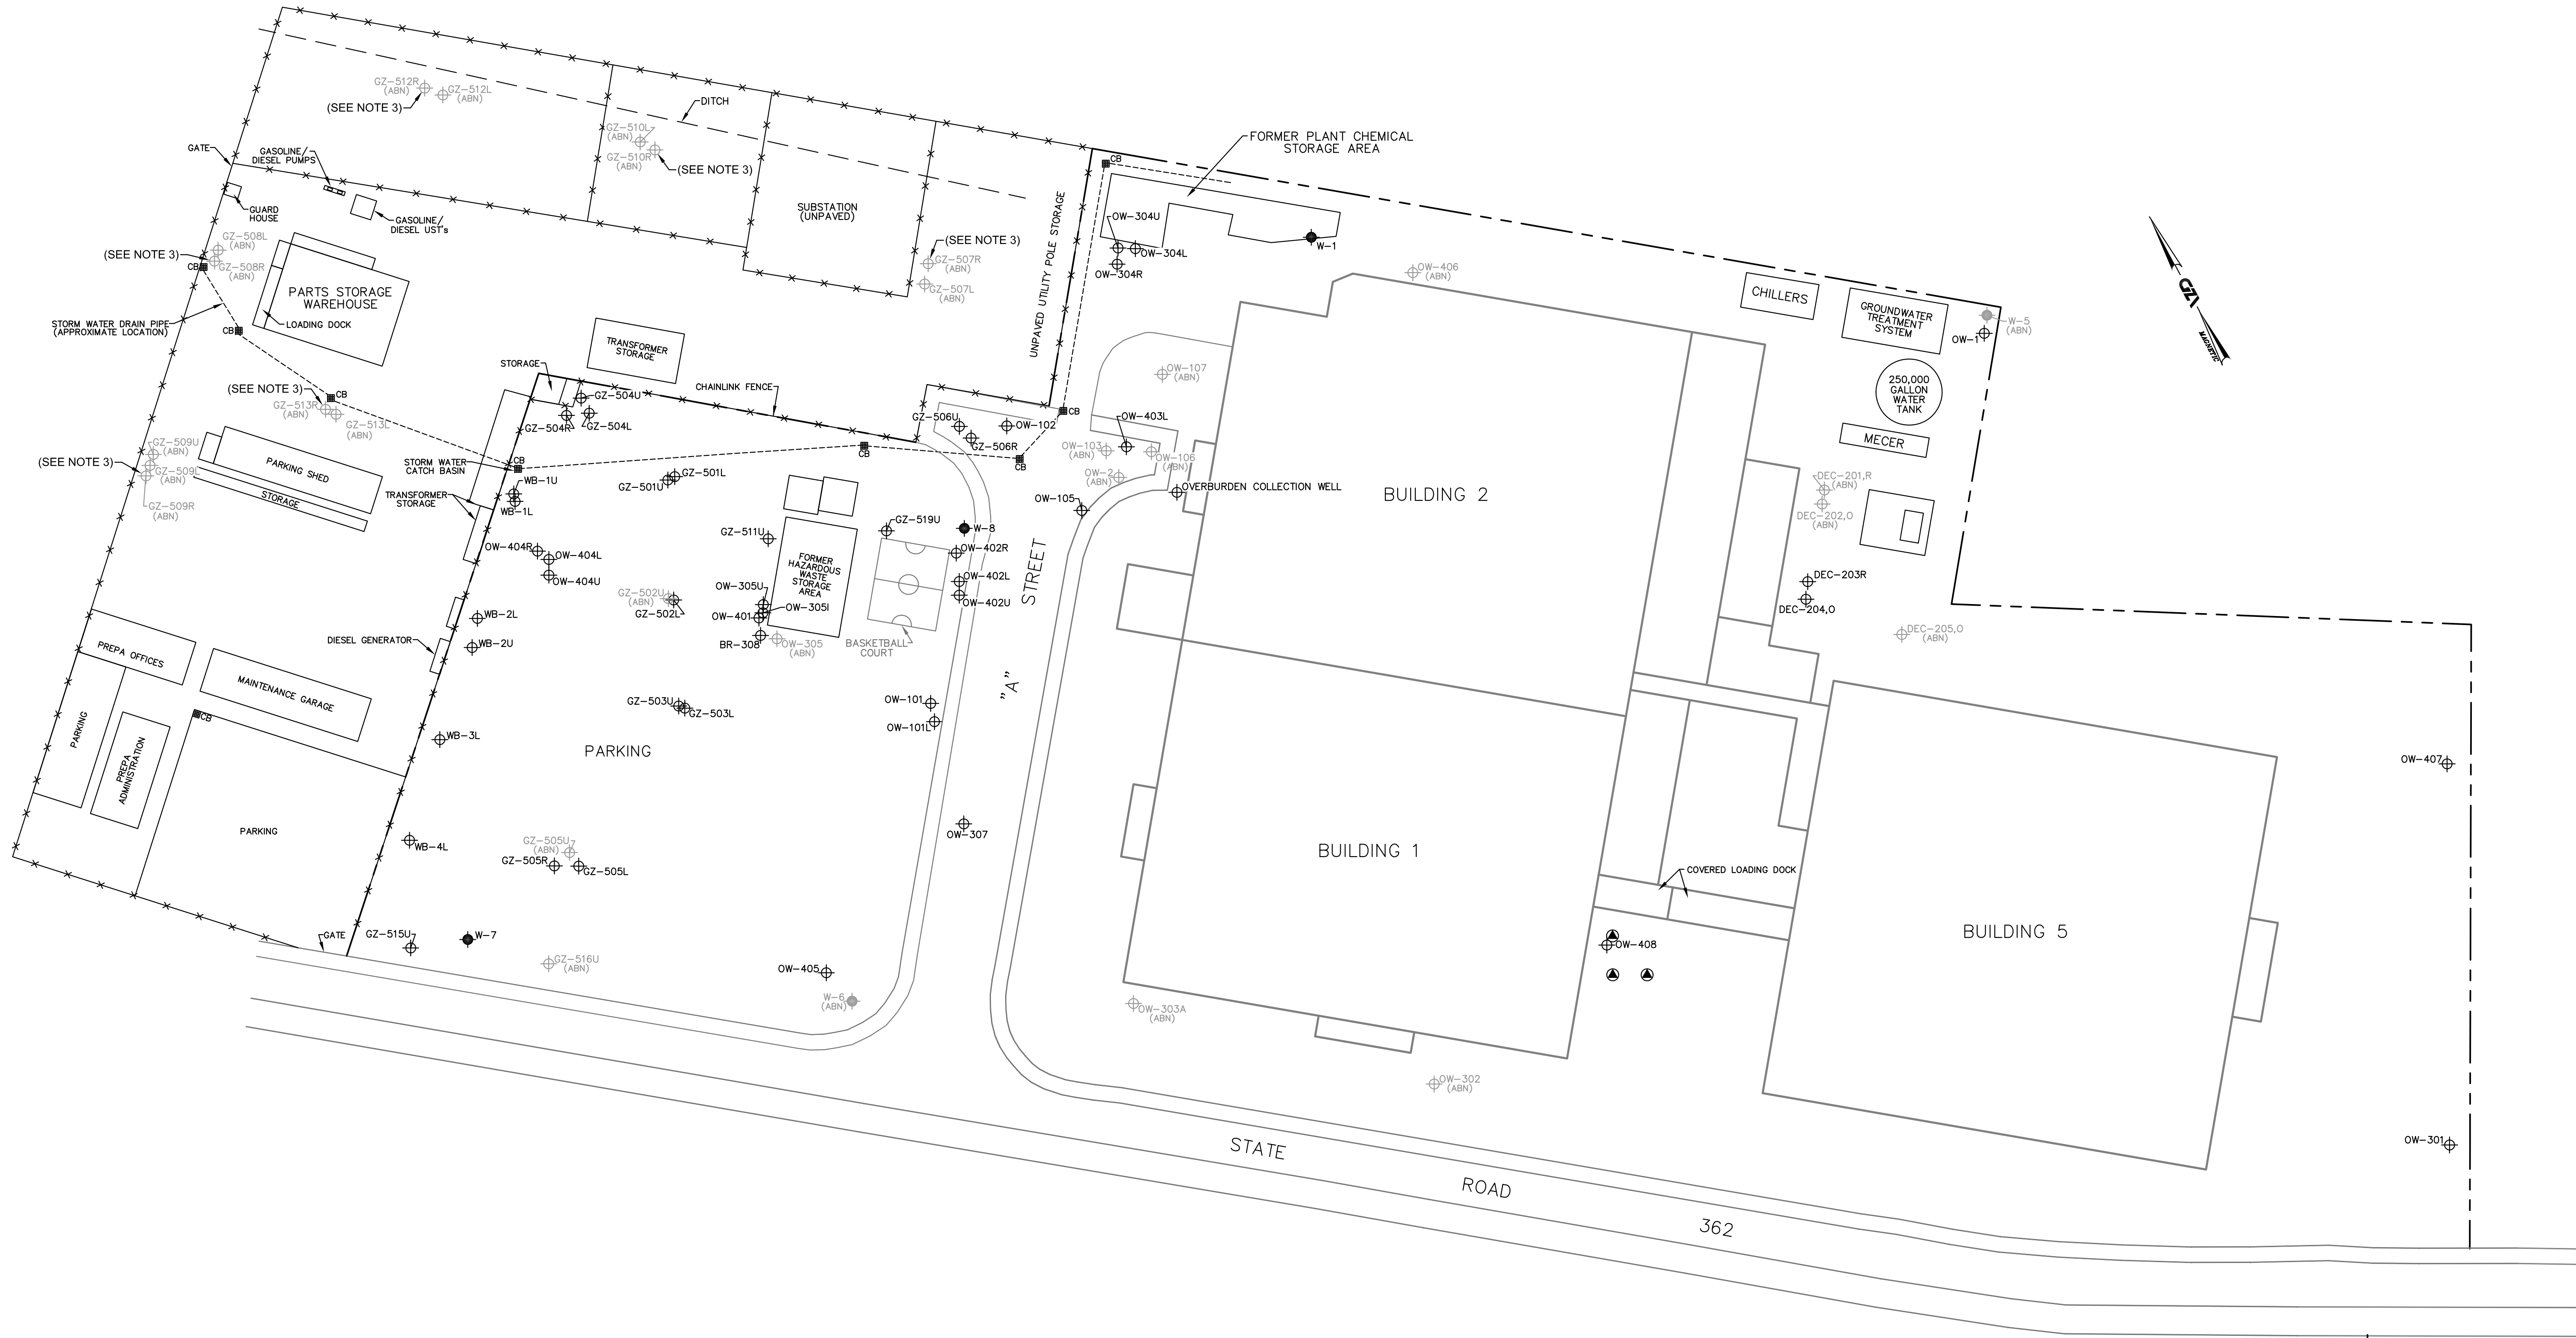 GZ-512R
(ABN)
(SEE NOTE 3)
GZ-512L
(ABN)
DITCH
GZ-510L
(ABN)
GZ-510R
(ABN)
(SEE NOTE 3)
GATE
GASOLINE/
DIESEL PUMPS
GUARD
HOUSE
GASOLINE/
DIESEL UST's
SUBSTATION
(UNPAVED)
UNPAVED UTILITY POLE STORAGE
CB
FORMER PLANT CHEMICAL
STORAGE AREA
OW-304U
OW-304L
OW-304R
W-1
GZ-508L
(ABN)
(SEE NOTE 3)
CB
GZ-508R
(ABN)
PARTS STORAGE
WAREHOUSE
LOADING DOCK
STORM WATER DRAIN PIPE
(APPROXIMATE LOCATION)
CB
(SEE NOTE 3)
GZ-507R
(ABN)
GZ-507L
(ABN)
OW-406
(ABN)
CHILLERS
GROUNDWATER
TREATMENT
SYSTEM
W-5
(ABN)
OW-1
GZ
MAGNETIC
250,000
GALLON
WATER
TANK
MECER
TRANSFORMER
STORAGE
STORAGE
CHAINLINK FENCE
OW-107
(ABN)
(SEE NOTE 3)
CB
GZ-513R
(ABN)
GZ-513L
(ABN)
GZ-504U
GZ-504R
GZ-504L
GZ-506U
OW-102
GZ-506R
CB
OW-403L
OW-103
(ABN)
OW-106
(ABN)
OW-2
(ABN)
GZ-509U
(ABN)
(SEE NOTE 3)
GZ-509L
(ABN)
GZ-509R
(ABN)
PARKING SHED
STORAGE
STORM WATER
CATCH BASIN
CB
CB
CB
TRANSFORMER
STORAGE
WB-1U
WB-1L
GZ-501L
GZ-501U
OW-105
OVERBURDEN COLLECTION WELL
BUILDING 2
DEC-201,R
(ABN)
DEC-202,O
(ABN)
GZ-511U
GZ-519U
W-8
OW-404R
OW-404L
OW-404U
FORMER
HAZARDOUS
WASTE
STORAGE
AREA
OW-402R
OW-402L
OW-402U
DEC-203R
DEC-204,O
DEC-205,O
(ABN)
GZ-502U
(ABN)
GZ-502L
OW-305U
OW-305I
OW-401
BR-308
OW-305
(ABN)
BASKETBALL
COURT
WB-2L
WB-2U
DIESEL GENERATOR
PREPA OFFICES
MAINTENANCE GARAGE
PARKING
PREPA
ADMINISTRATION
CB
WB-3L
GZ-503U
GZ-503L
OW-101
OW-101L
"A"
STREET
PARKING
PARKING
WB-4L
GZ-505U
(ABN)
GZ-505R
GZ-505L
OW-307
BUILDING 1
COVERED LOADING DOCK
OW-407
GATE
GZ-515U
W-7
GZ-516U
(ABN)
OW-405
W-6
(ABN)
OW-408
BUILDING 5
OW-303A
(ABN)
OW-302
(ABN)
OW-301
STATE
ROAD
362